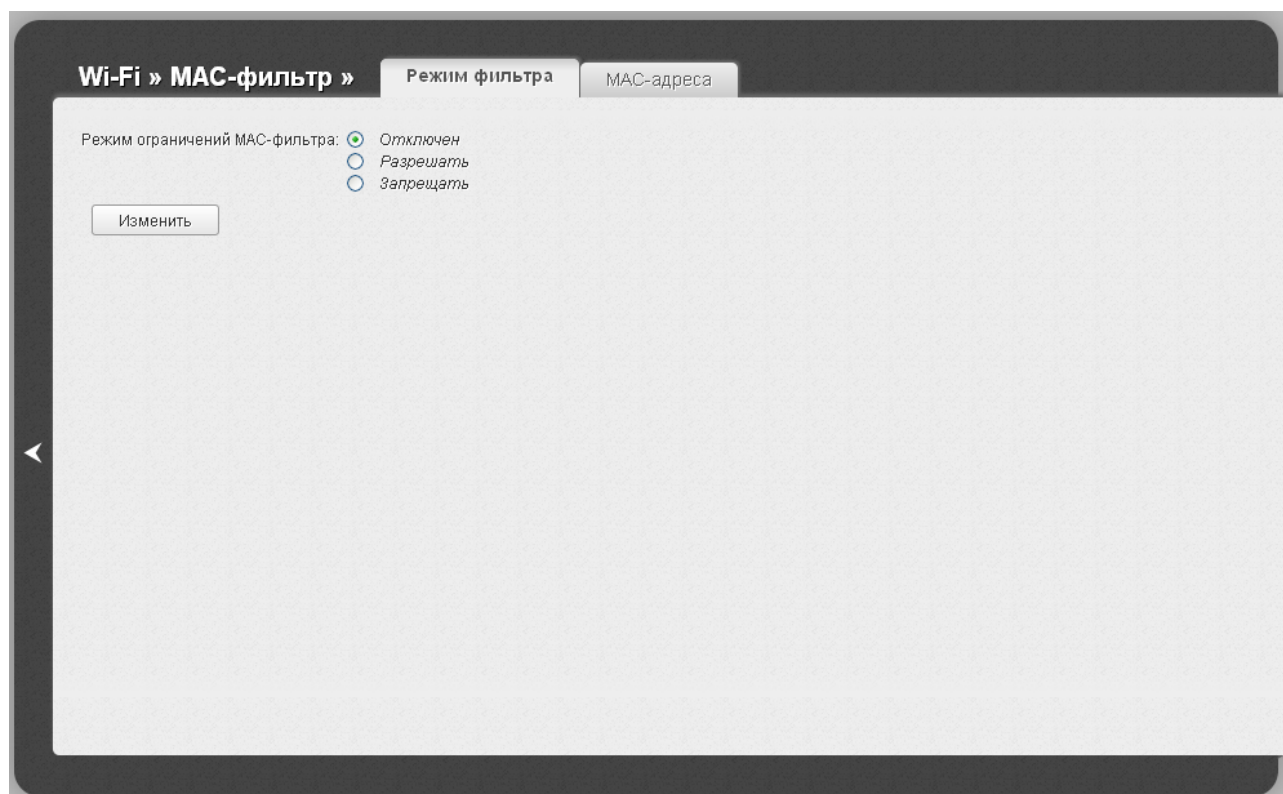 Wi-Fi » MAC-фильтр » Режим фильтра MAC-адреса
Режим ограничений MAC-фильтра: Отключен
Разрешать
Запрещать
Изменить